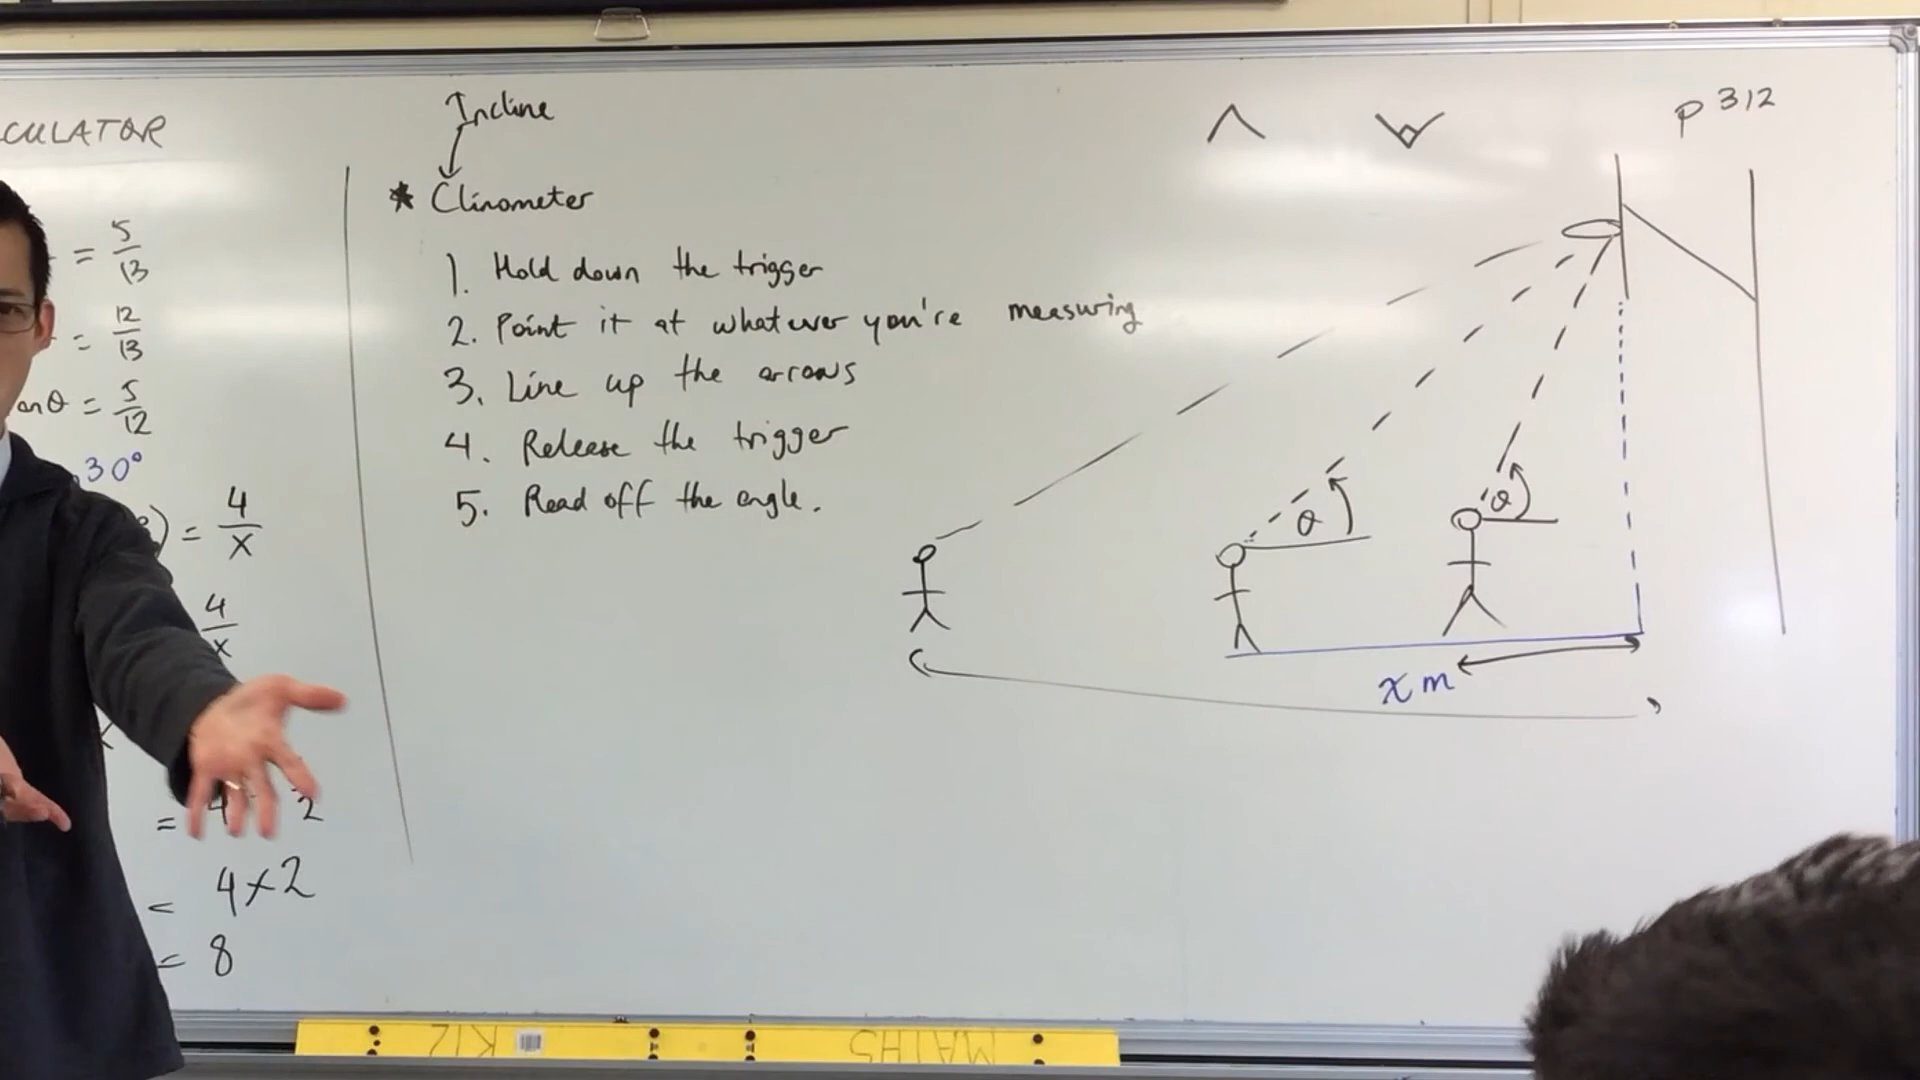 CULATOR
= 5/13
= 12/13
anθ = 5/12
30°
) = 4/x
4/x
=
= 4×2
= 8
Incline
* Clinometer
1. Hold down the trigger
2. Point it at whatever you're measuring
3. Line up the arrows
4. Release the trigger
5. Read off the angle.
p 312
θ
θ
x m
K12
MATHS